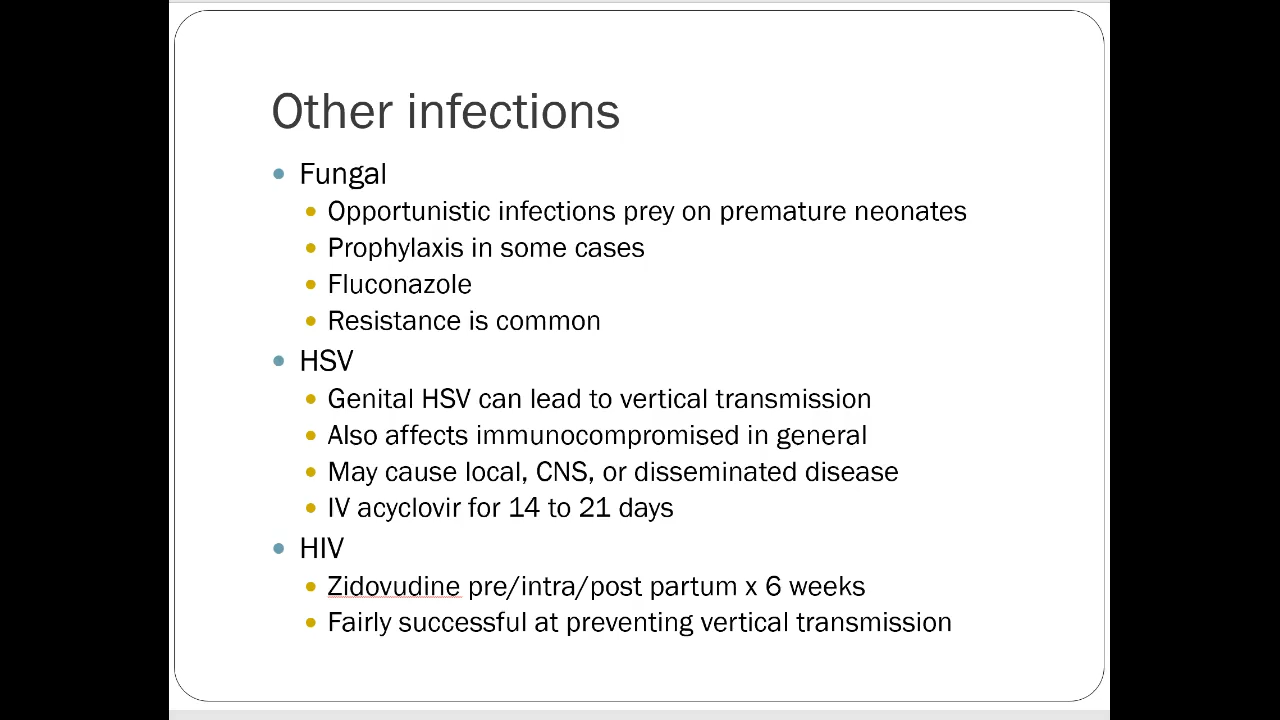 Other infections
Fungal
Opportunistic infections prey on premature neonates
Prophylaxis in some cases
Fluconazole
Resistance is common
HSV
Genital HSV can lead to vertical transmission
Also affects immunocompromised in general
May cause local, CNS, or disseminated disease
IV acyclovir for 14 to 21 days
HIV
Zidovudine pre/intra/post partum x 6 weeks
Fairly successful at preventing vertical transmission